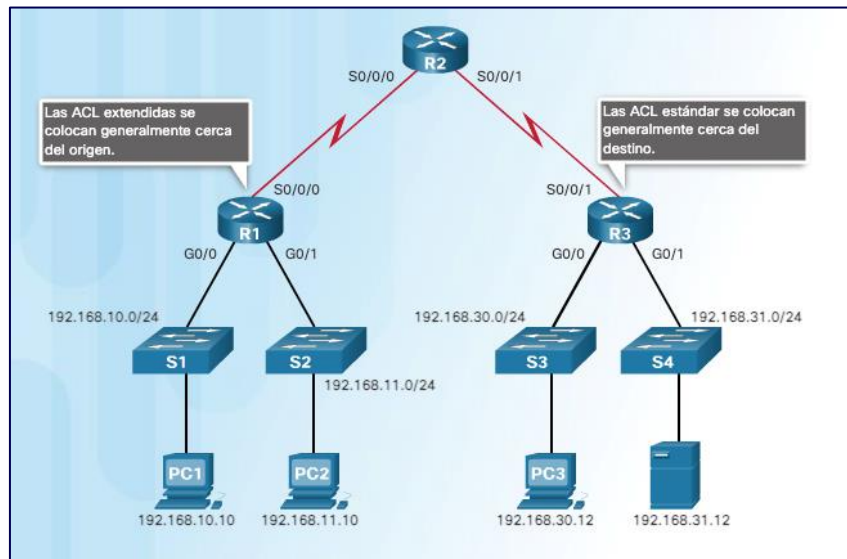 R2
S0/0/0
S0/0/1
Las ACL extendidas se
colocan generalmente cerca
del origen.
Las ACL estándar se colocan
generalmente cerca del
destino.
S0/0/0
S0/0/1
R1
R3
G0/0
G0/1
G0/0
G0/1
192.168.10.0/24
192.168.30.0/24
192.168.31.0/24
S1
S2
S3
S4
192.168.11.0/24
PC1
PC2
PC3
192.168.10.10
192.168.11.10
192.168.30.12
192.168.31.12